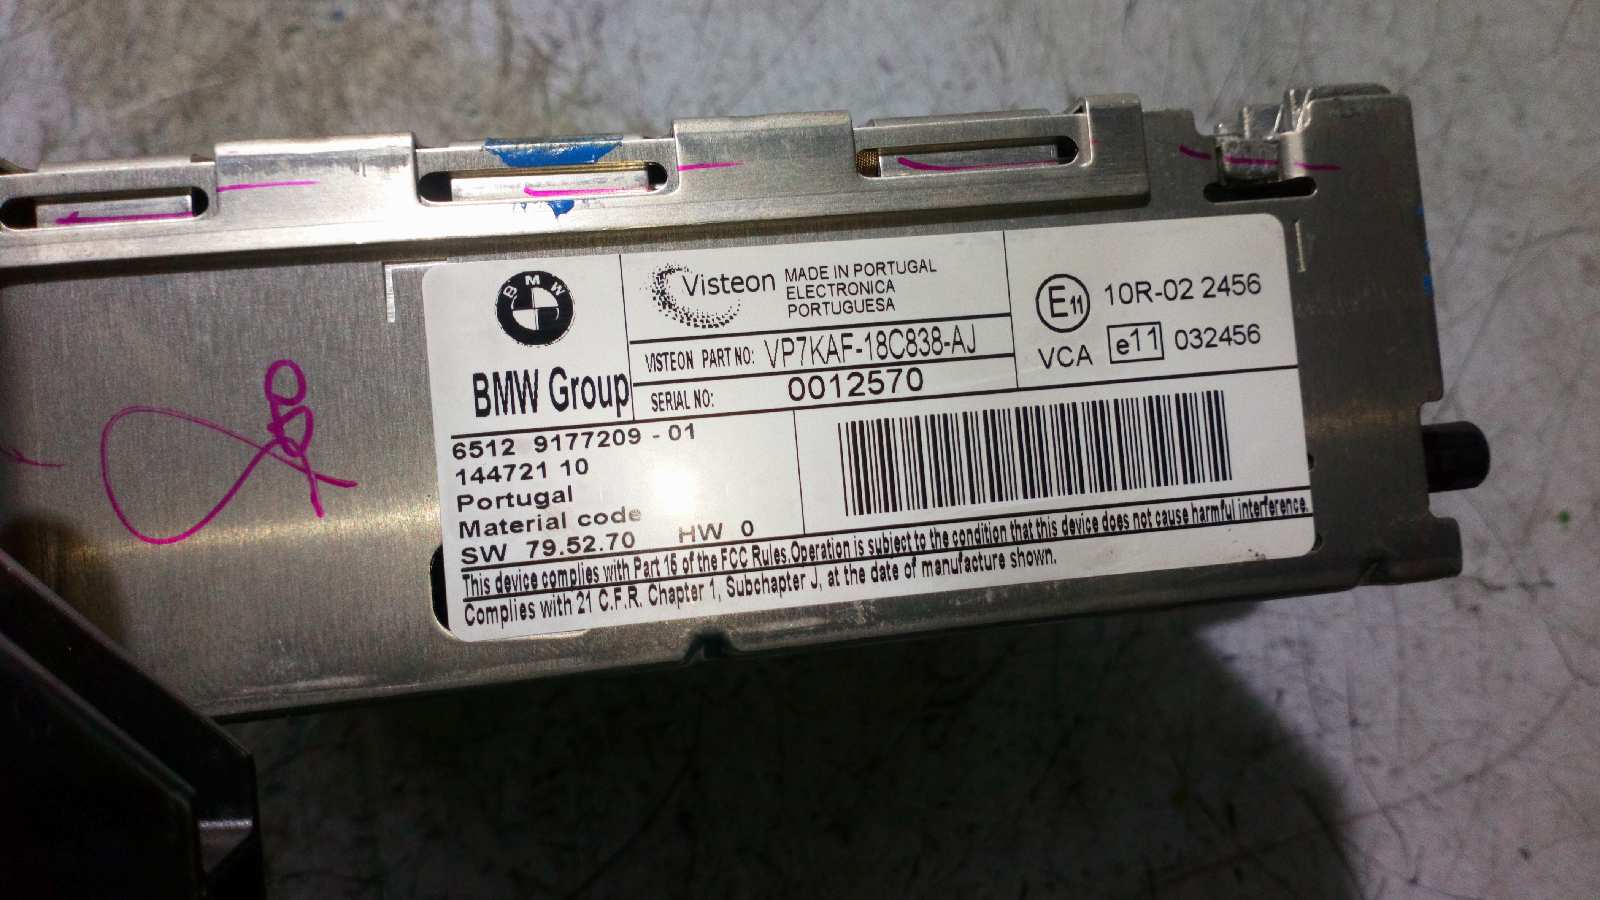 BMW
BMW Group
Visteon
MADE IN PORTUGAL
ELECTRONICA
PORTUGUESA
VISTEON PART NO: VP7KAF-18C838-AJ
SERIAL NO: 0012570
E11 10R-02 2456
VCA e11 032456
6512 9177209 - 01
144721 10
Portugal
Material code
SW 79.52.70 HW 0
This device complies with Part 15 of the FCC Rules.Operation is subject to the condition that this device does not cause harmful interference.
Complies with 21 C.F.R. Chapter 1, Subchapter J, at the date of manufacture shown.